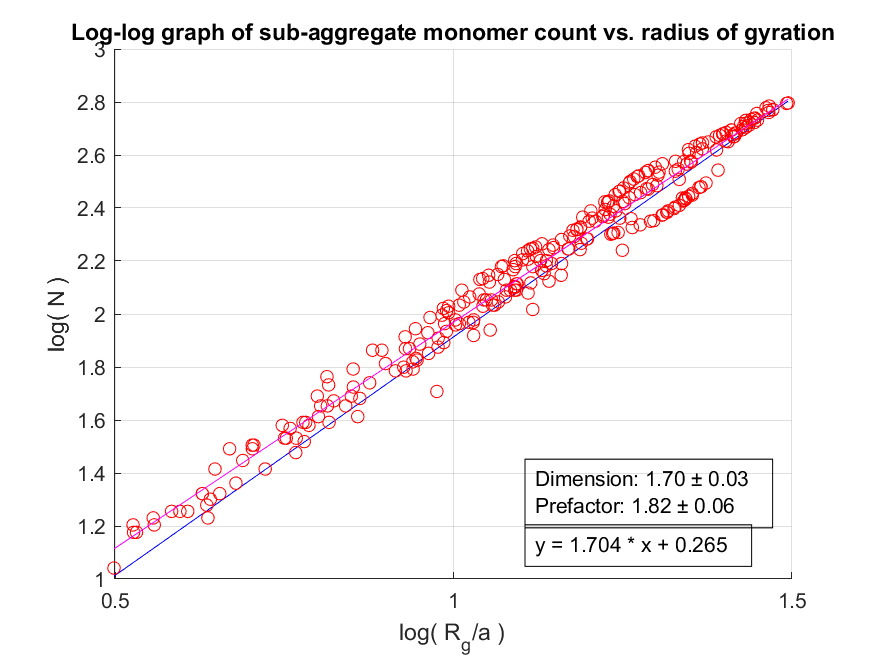 Log-log graph of sub-aggregate monomer count vs. radius of gyration
3
2.8
2.6
2.4
2.2
2
1.8
1.6
1.4
1.2
1
log( N )
Dimension: 1.70 ± 0.03
Prefactor: 1.82 ± 0.06
y = 1.704 * x + 0.265
0.5
1
1.5
log( Rg/a )